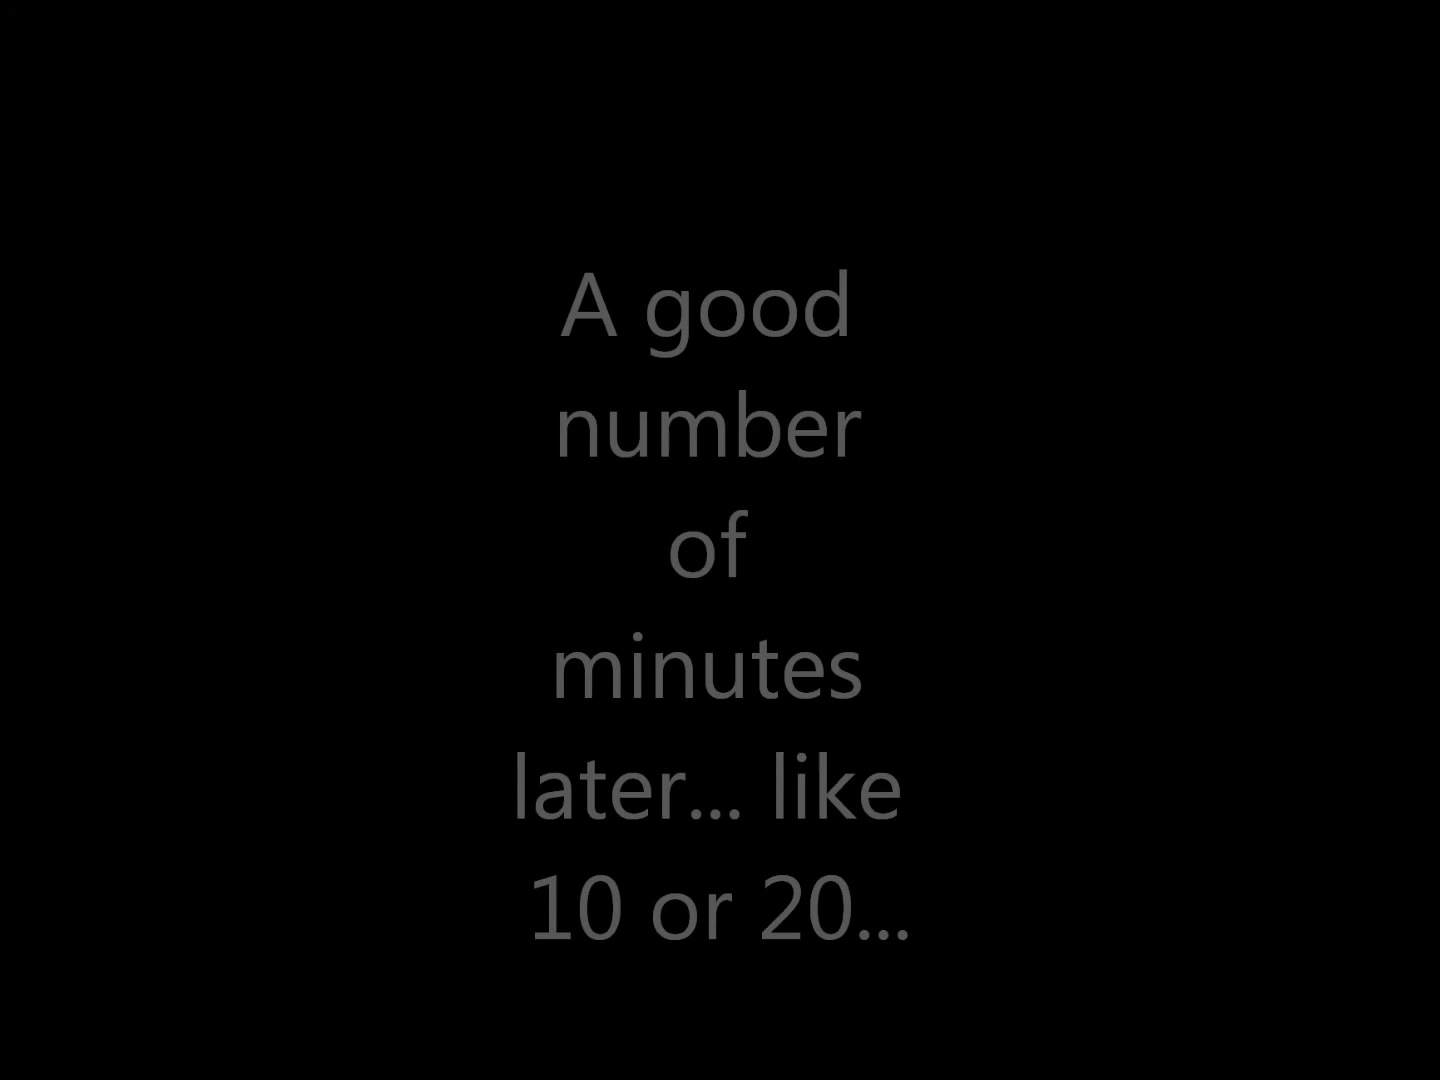 A good
number
of
minutes
later... like
10 or 20...